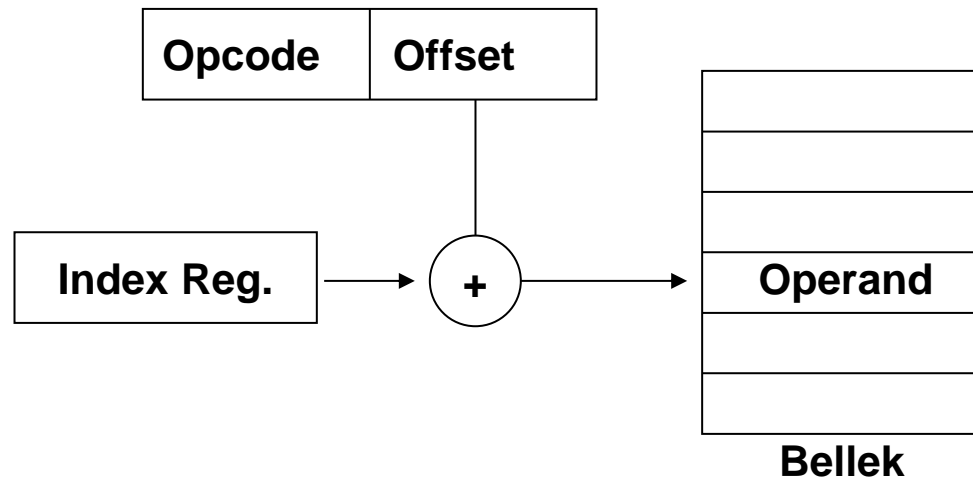 Opcode Offset
Index Reg.
+
Operand
Bellek